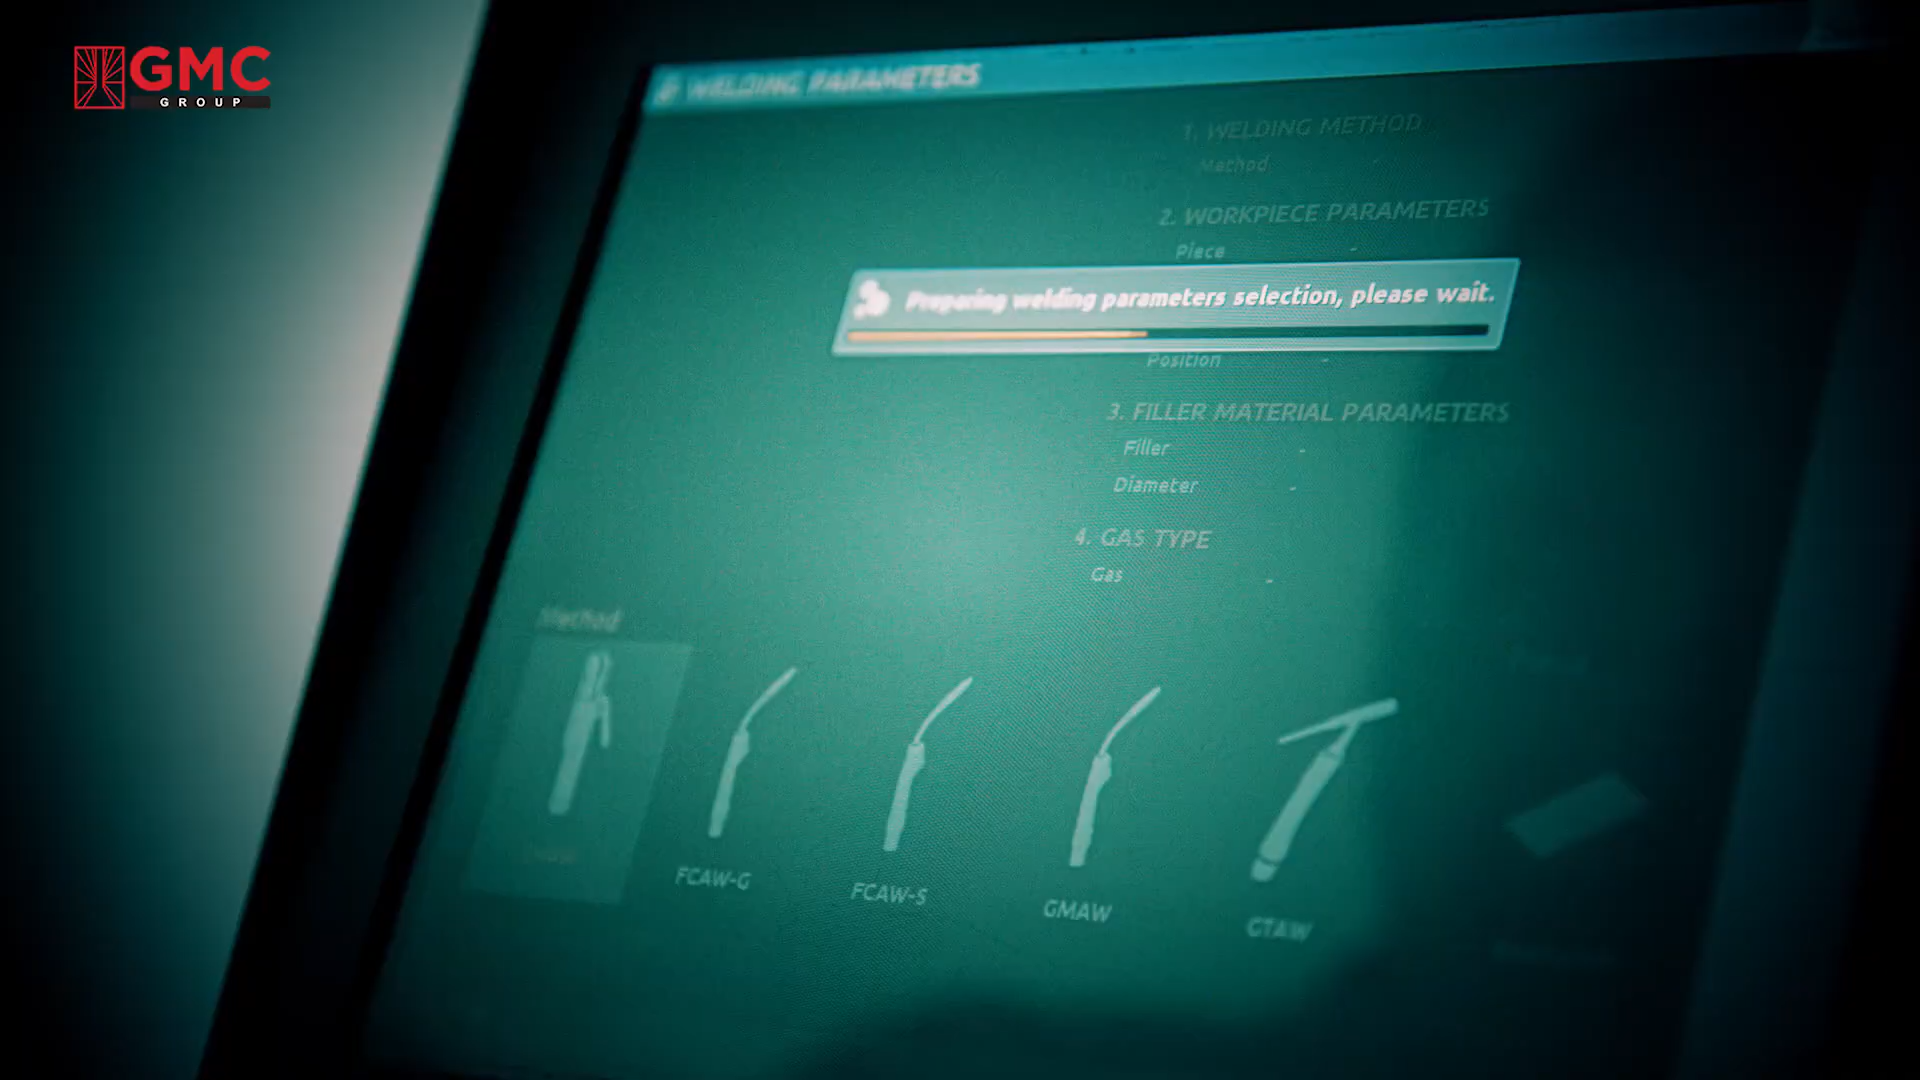 GMC
GROUP
WELDING PARAMETERS
1. WELDING METHOD
Method
2. WORKPIECE PARAMETERS
Piece -
Preparing welding parameters selection, please wait.
Position -
3. FILLER MATERIAL PARAMETERS
Filler -
Diameter -
4. GAS TYPE
Gas -
Method
FCAW-G
FCAW-S
GMAW
GTAW